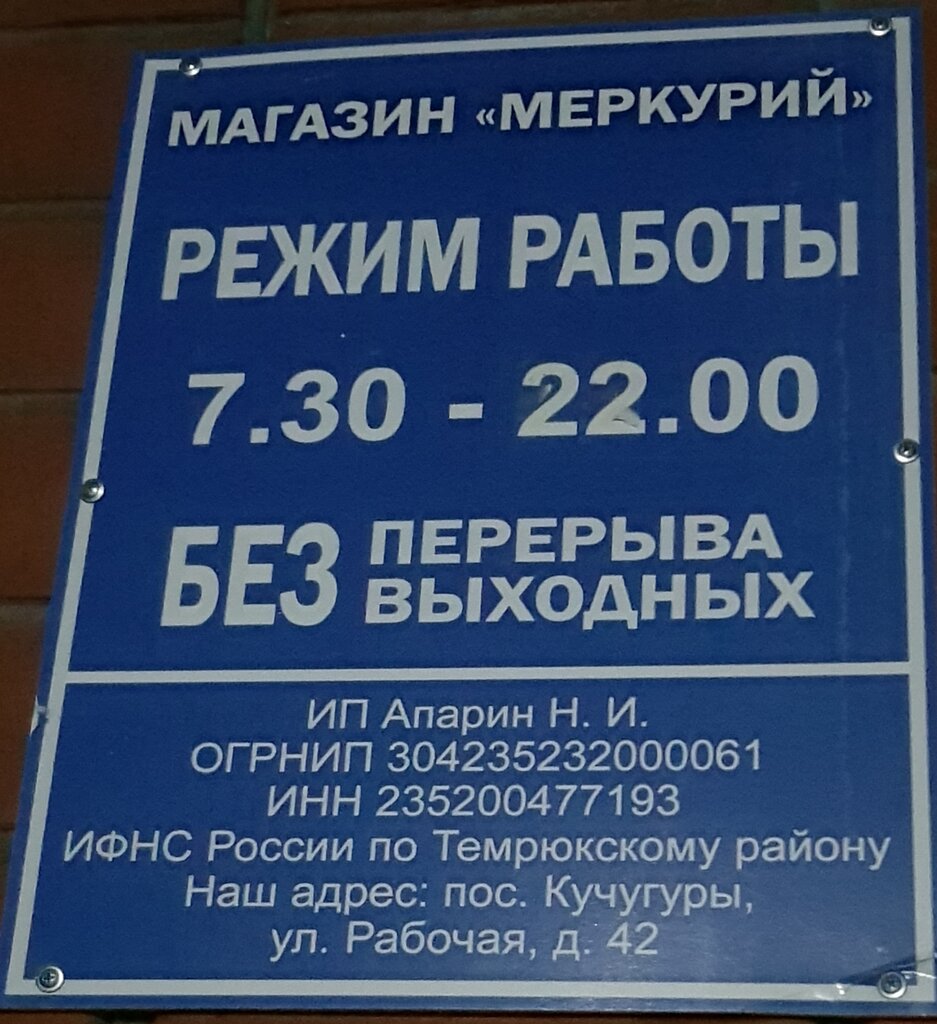 МАГАЗИН «МЕРКУРИЙ»
РЕЖИМ РАБОТЫ
7.30 - 22.00
БЕЗ ПЕРЕРЫВА
ВЫХОДНЫХ
ИП Апарин Н. И.
ОГРНИП 304235232000061
ИНН 235200477193
ИФНС России по Темрюкскому району
Наш адрес: пос. Кучугуры,
ул. Рабочая, д. 42